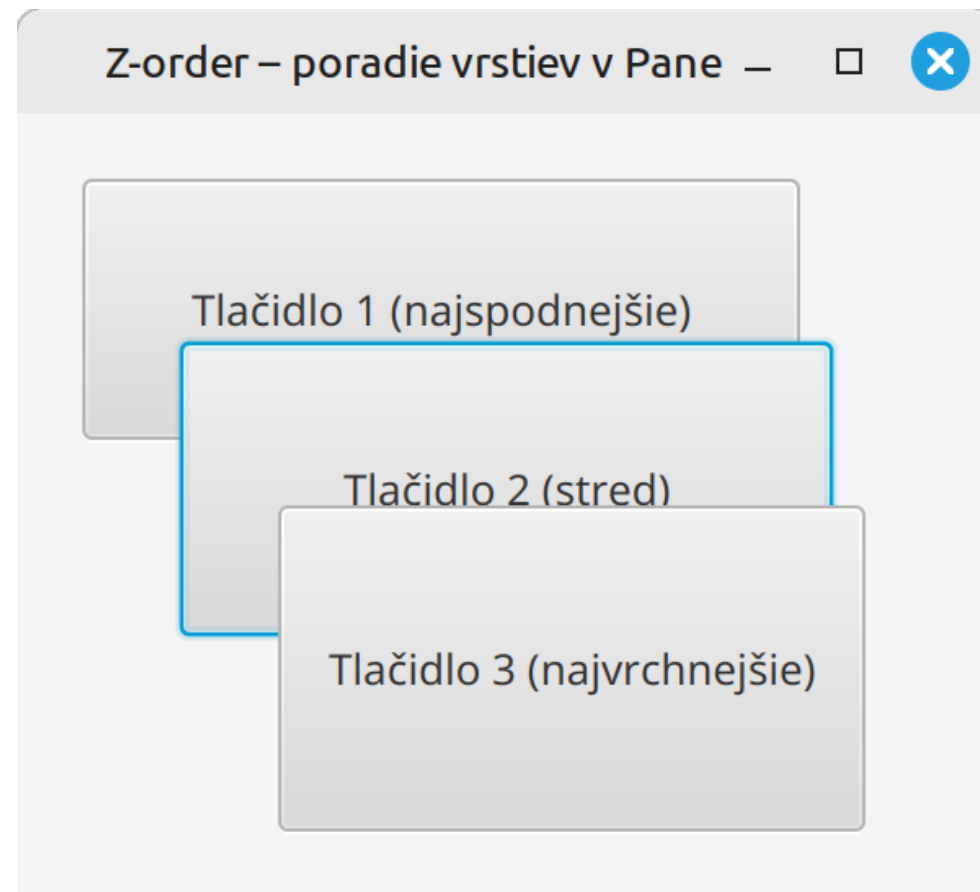 Z-order – poradie vrstiev v Pane
Tlačidlo 1 (najspodnejšie)
Tlačidlo 2 (stred)
Tlačidlo 3 (najvrchnejšie)